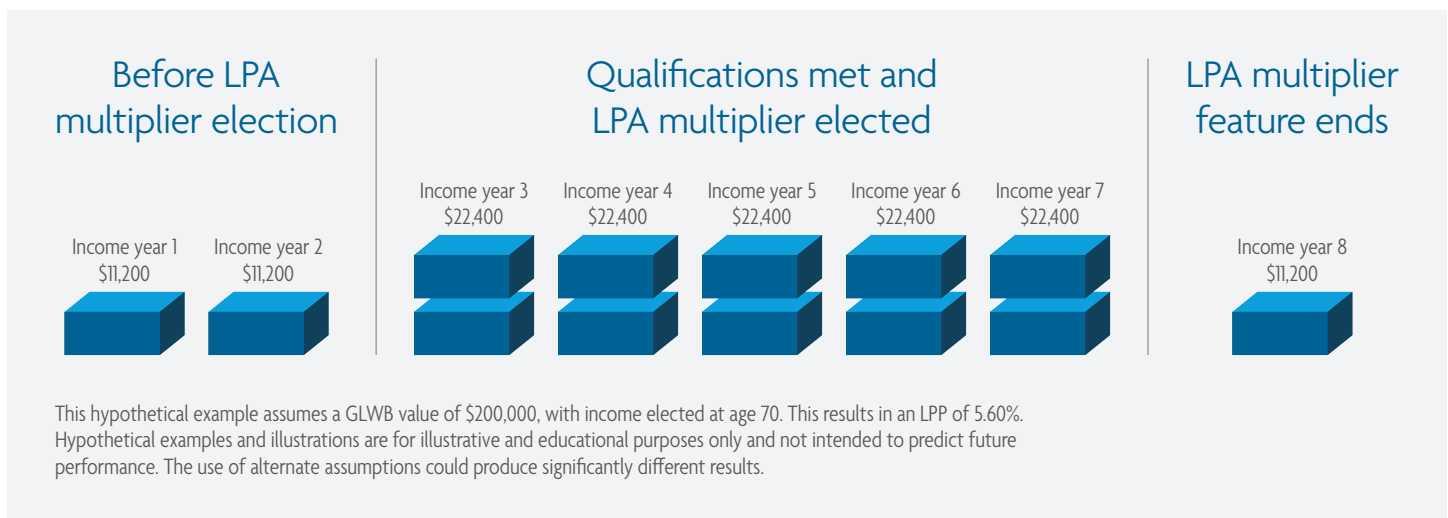 Before LPA
multiplier election
Income year 1
$11,200
Income year 2
$11,200
Qualifications met and
LPA multiplier elected
Income year 3
$22,400
Income year 4
$22,400
Income year 5
$22,400
Income year 6
$22,400
Income year 7
$22,400
LPA multiplier
feature ends
Income year 8
$11,200
This hypothetical example assumes a GLWB value of $200,000, with income elected at age 70. This results in an LPP of 5.60%.
Hypothetical examples and illustrations are for illustrative and educational purposes only and not intended to predict future
performance. The use of alternate assumptions could produce significantly different results.